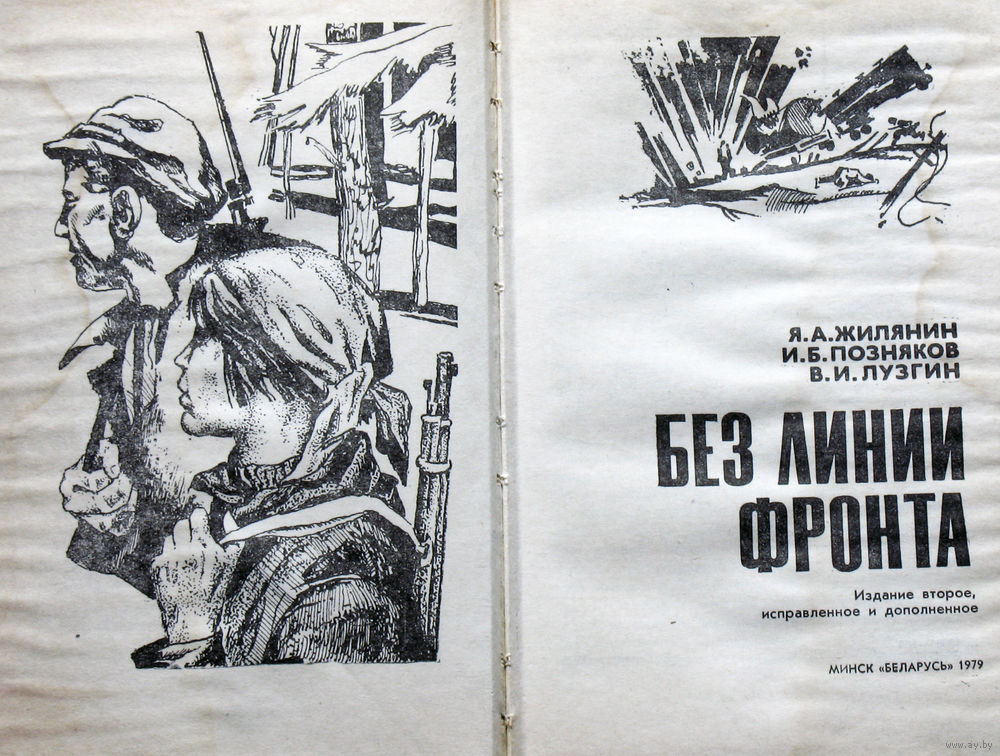 Я.А.ЖИЛЯНИН
И.Б.ПОЗНЯКОВ
В.И.ЛУЗГИН
БЕЗ ЛИНИИ
ФРОНТА
Издание второе,
исправленное и дополненное
МИНСК «БЕЛАРУСЬ» 1979
www.ay.by